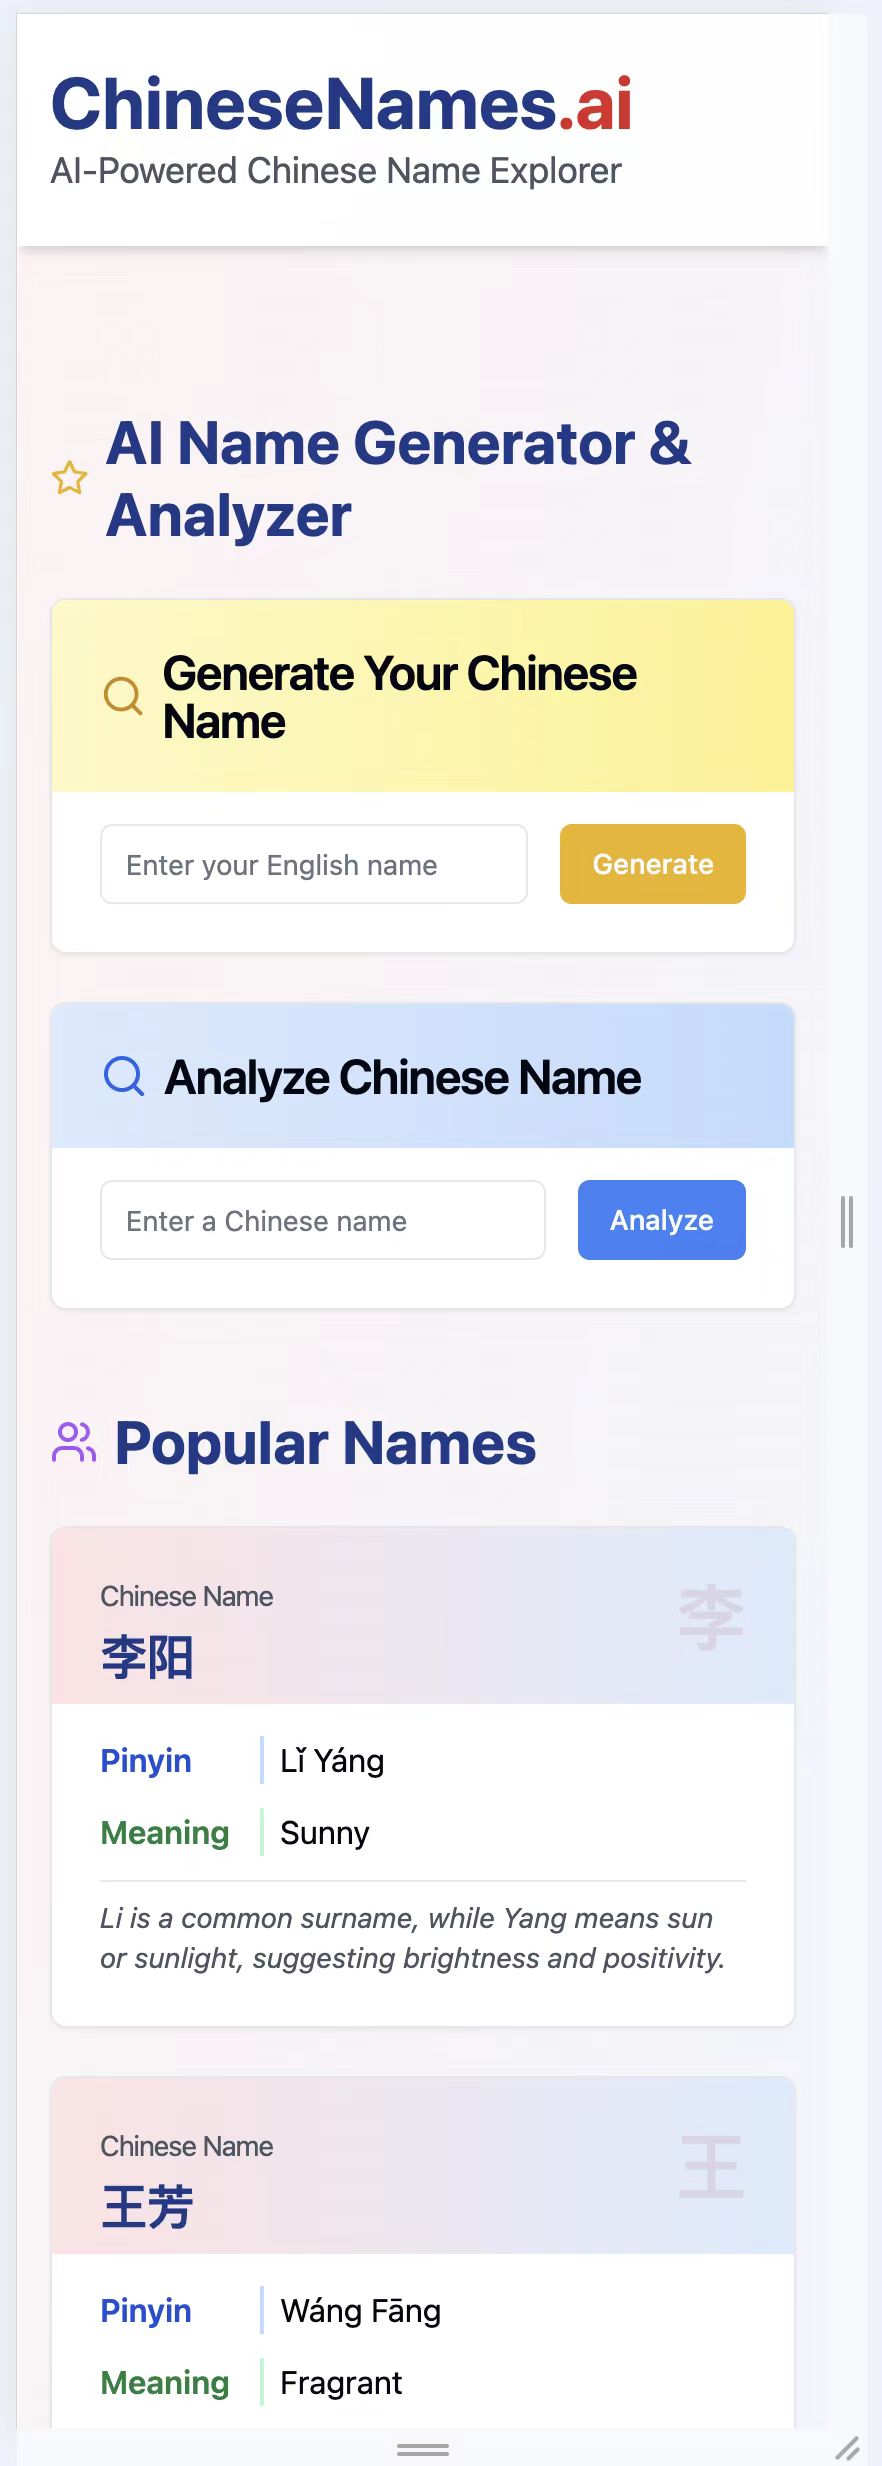 ChineseNames.ai
AI-Powered Chinese Name Explorer
AI Name Generator &
Analyzer
Generate Your Chinese
Name
Enter your English name
Generate
Analyze Chinese Name
Enter a Chinese name
Analyze
Popular Names
Chinese Name
李阳
李
Pinyin
Lǐ Yáng
Meaning
Sunny
Li is a common surname, while Yang means sun
or sunlight, suggesting brightness and positivity.
Chinese Name
王芳
王
Pinyin
Wáng Fāng
Meaning
Fragrant